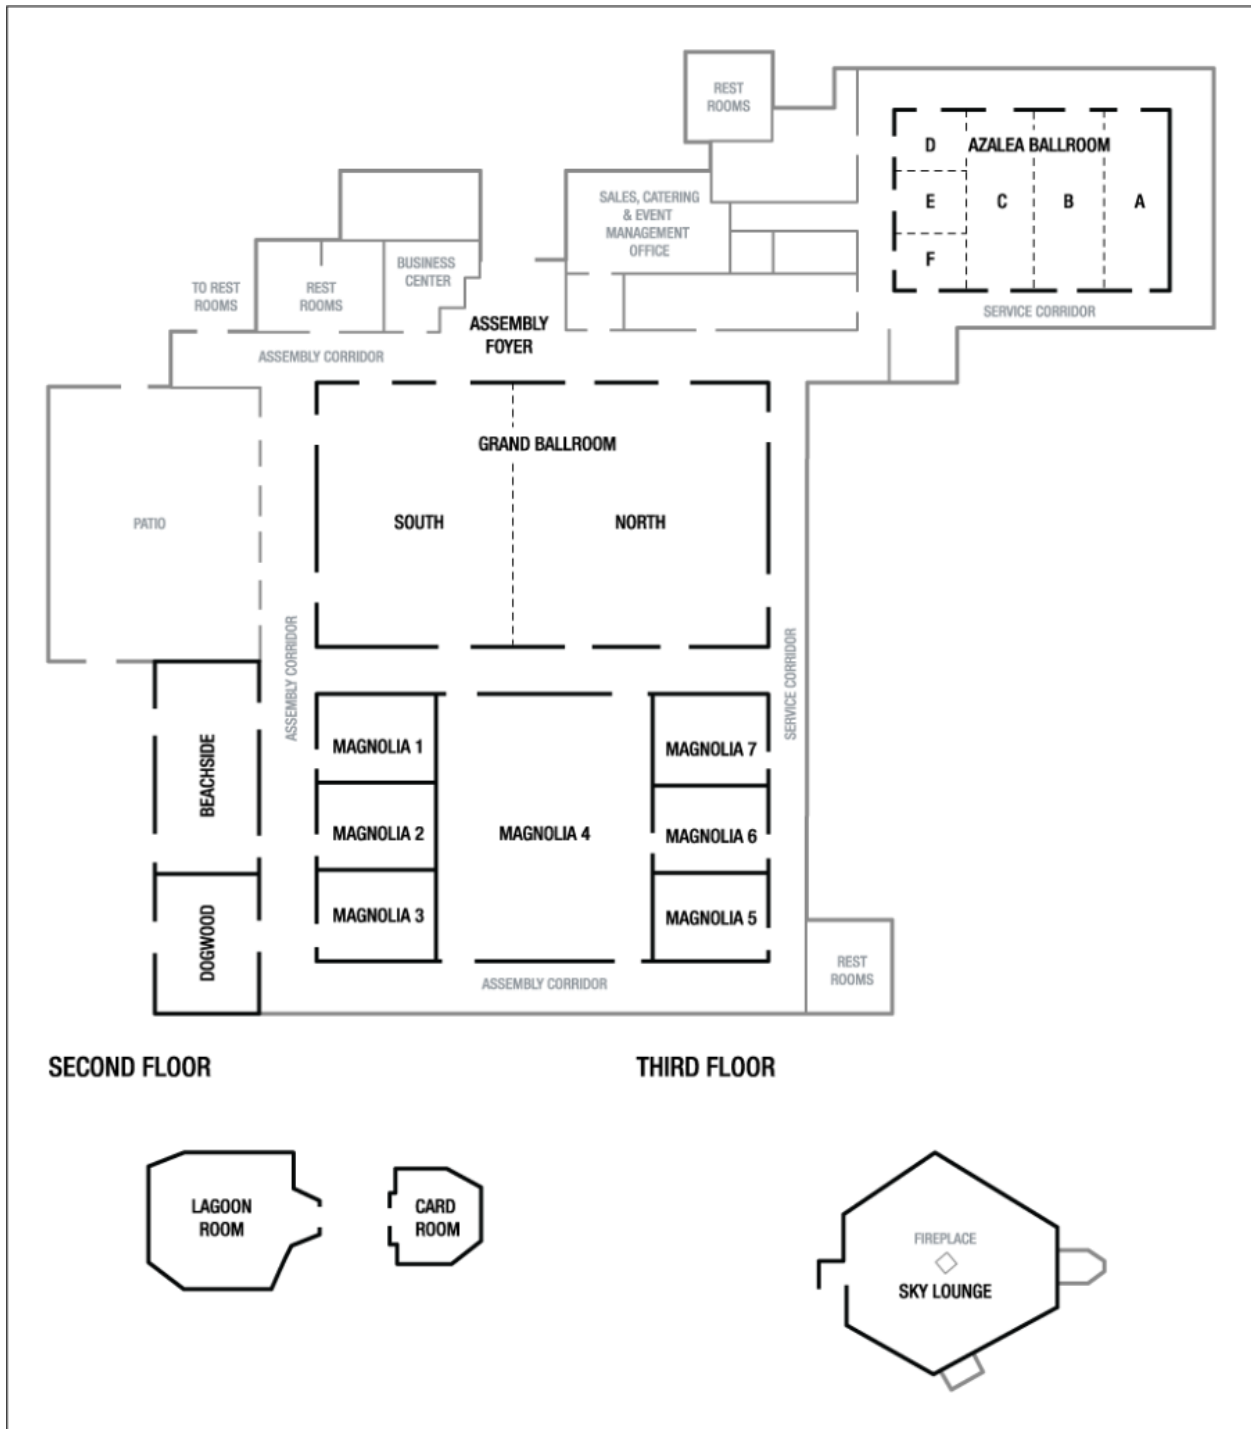 REST
ROOMS
D
AZALEA BALLROOM
E
C
B
A
F
SALES, CATERING
& EVENT
MANAGEMENT
OFFICE
BUSINESS
CENTER
TO REST
ROOMS
REST
ROOMS
SERVICE CORRIDOR
ASSEMBLY
FOYER
ASSEMBLY CORRIDOR
GRAND BALLROOM
PATIO
SOUTH
NORTH
ASSEMBLY CORRIDOR
SERVICE CORRIDOR
BEACHSIDE
MAGNOLIA 1
MAGNOLIA 7
MAGNOLIA 2
MAGNOLIA 4
MAGNOLIA 6
DOGWOOD
MAGNOLIA 3
MAGNOLIA 5
REST
ROOMS
ASSEMBLY CORRIDOR
SECOND FLOOR
THIRD FLOOR
LAGOON
ROOM
CARD
ROOM
FIREPLACE
SKY LOUNGE